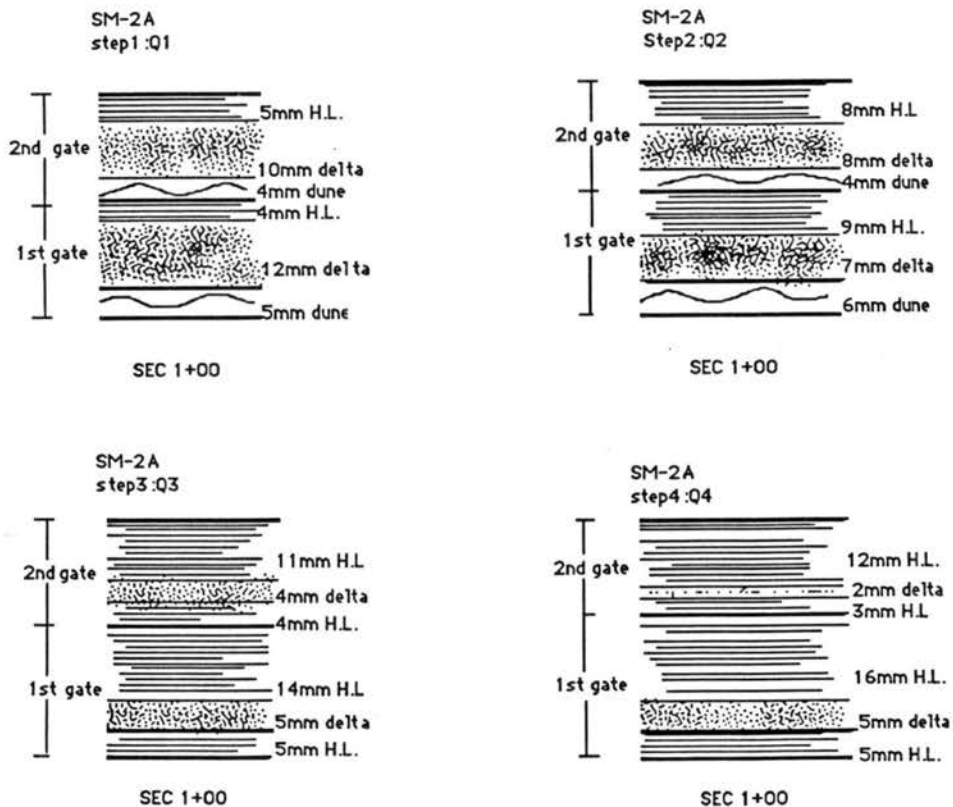 SM-2A
step1:Q1
5mm H.L.
2nd gate
10mm delta
4mm dune
4mm H.L.
1st gate
12mm delta
5mm dune
SEC 1+00
SM-2A
Step2:Q2
8mm H.L
2nd gate
8mm delta
4mm dune
9mm H.L.
1st gate
7mm delta
6mm dune
SEC 1+00
SM-2A
step3:Q3
11mm H.L
2nd gate
4mm delta
4mm H.L.
14mm H.L
1st gate
5mm delta
5mm H.L.
SEC 1+00
SM-2A
step4:Q4
12mm H.L.
2nd gate
2mm delta
3mm H.L
16mm H.L.
1st gate
5mm delta
5mm H.L.
SEC 1+00